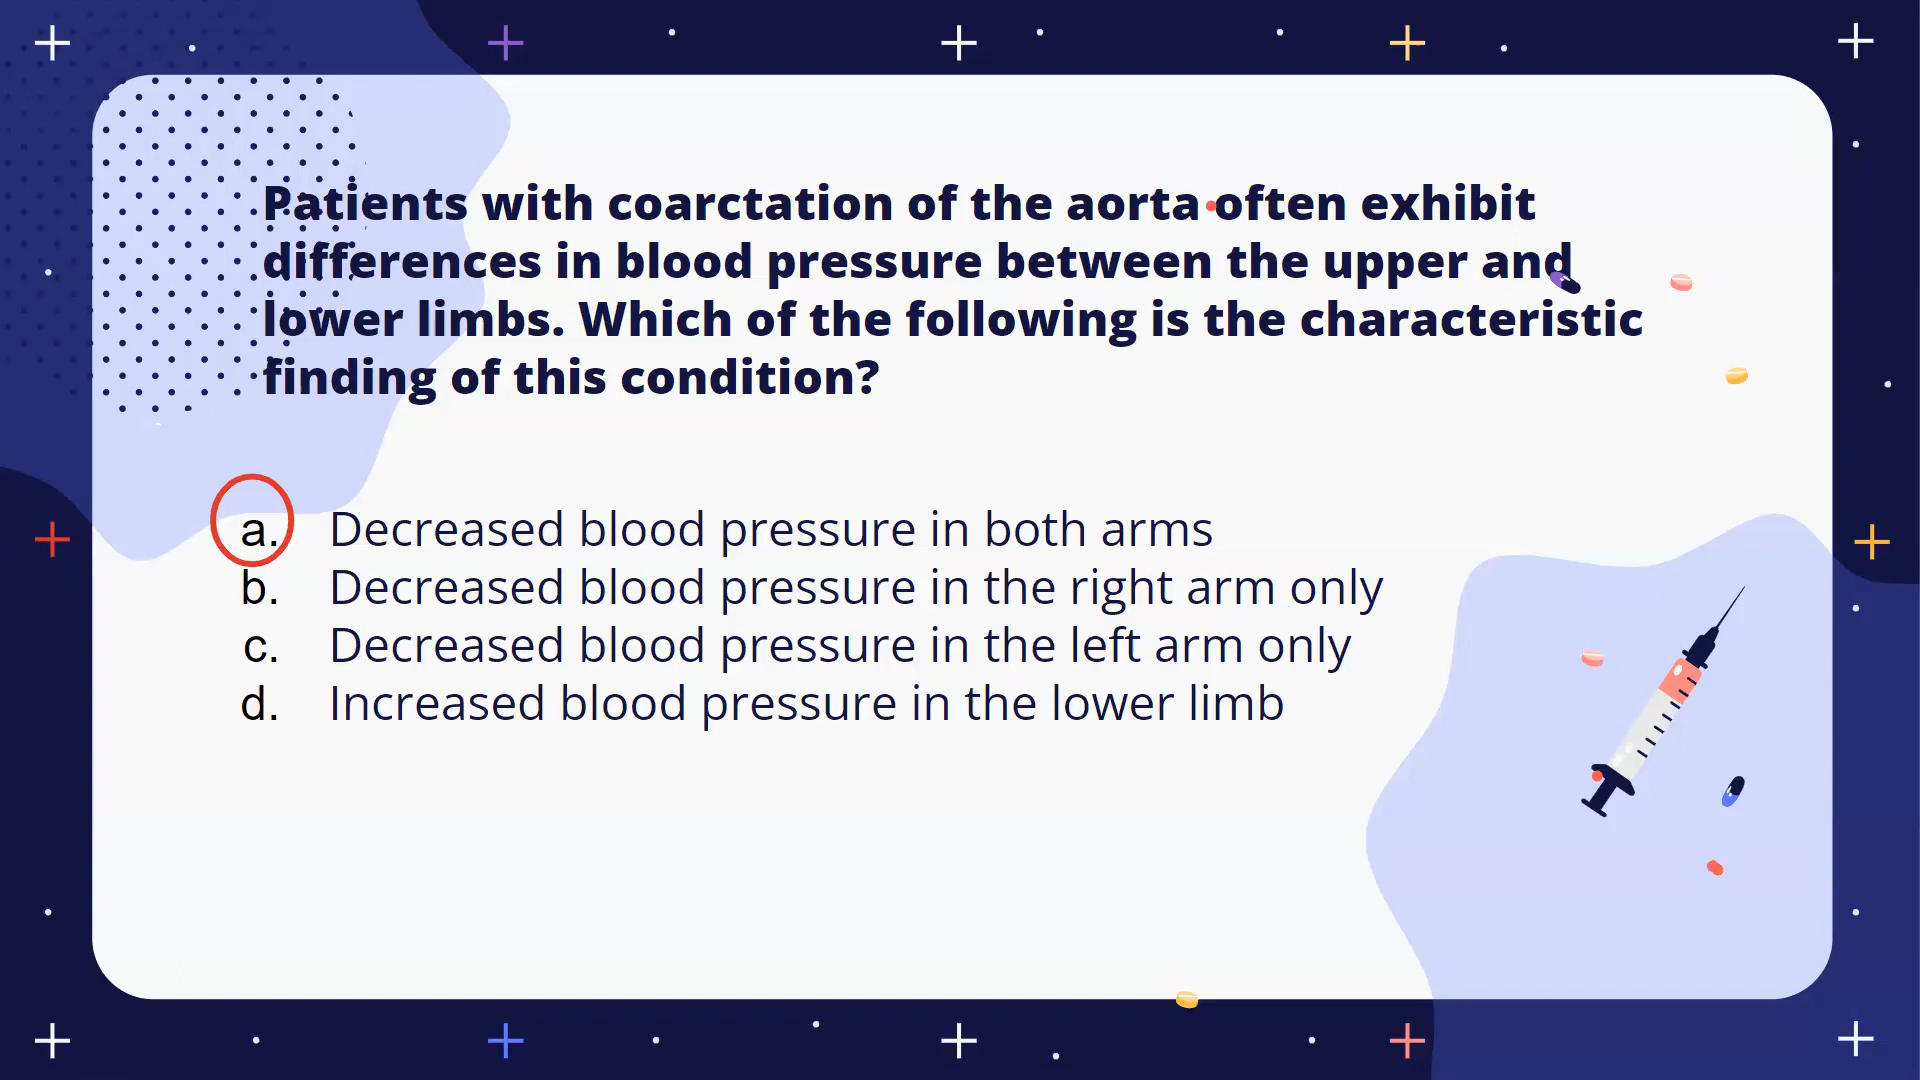 Patients with coarctation of the aorta often exhibit
differences in blood pressure between the upper and
lower limbs. Which of the following is the characteristic
finding of this condition?
a. Decreased blood pressure in both arms
b. Decreased blood pressure in the right arm only
c. Decreased blood pressure in the left arm only
d. Increased blood pressure in the lower limb